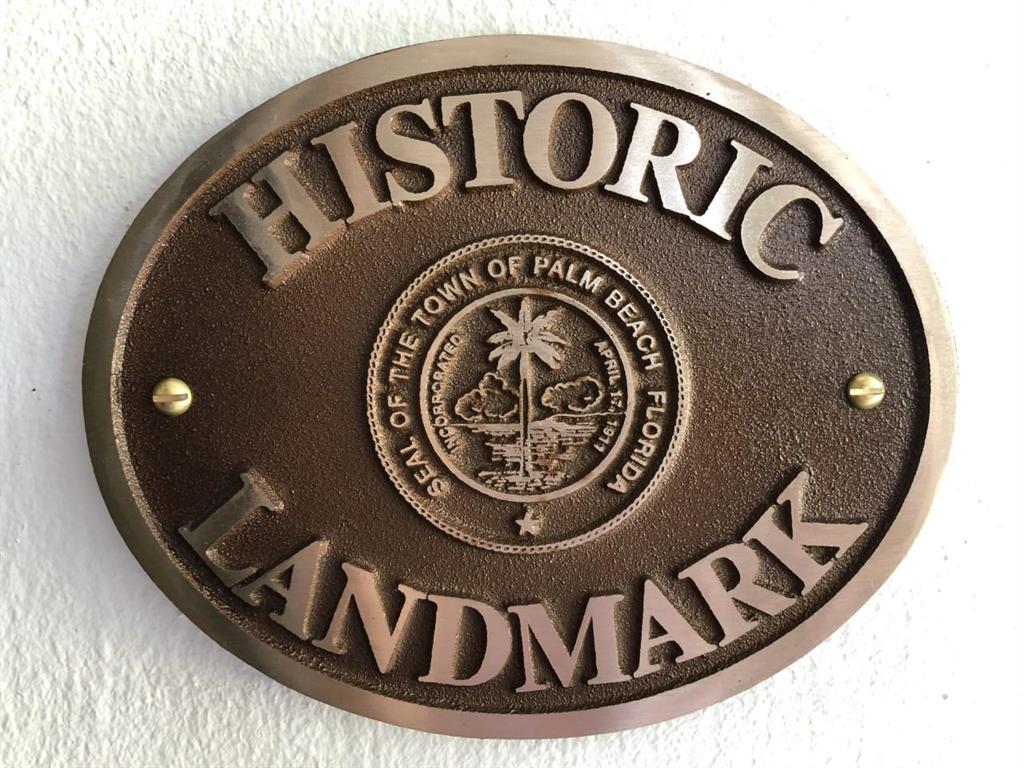 HISTORIC
SEAL OF THE TOWN OF PALM BEACH FLORIDA
INCORPORATED
APRIL 17, 1911
LANDMARK